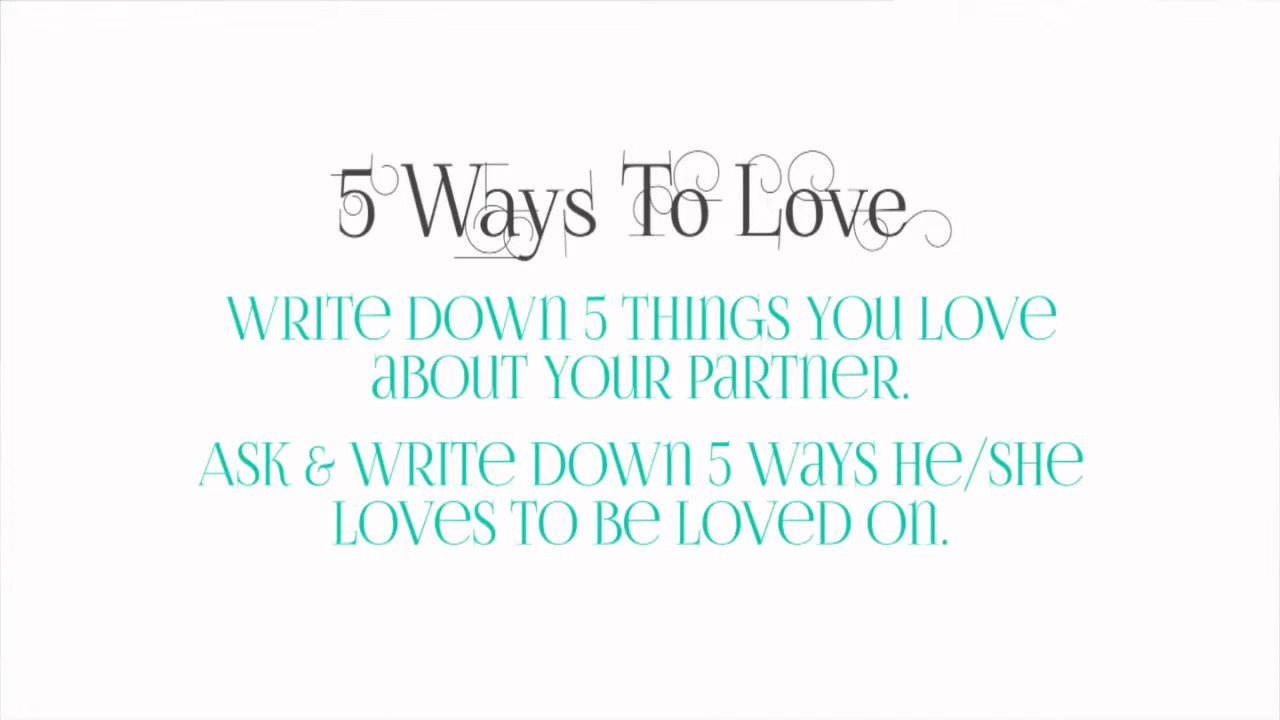 5 Ways To Love
WRITE DOWN 5 THINGS YOU LOVE
ABOUT YOUR PARTNER.
ASK & WRITE DOWN 5 WAYS HE/SHE
LOVES TO BE LOVED ON.